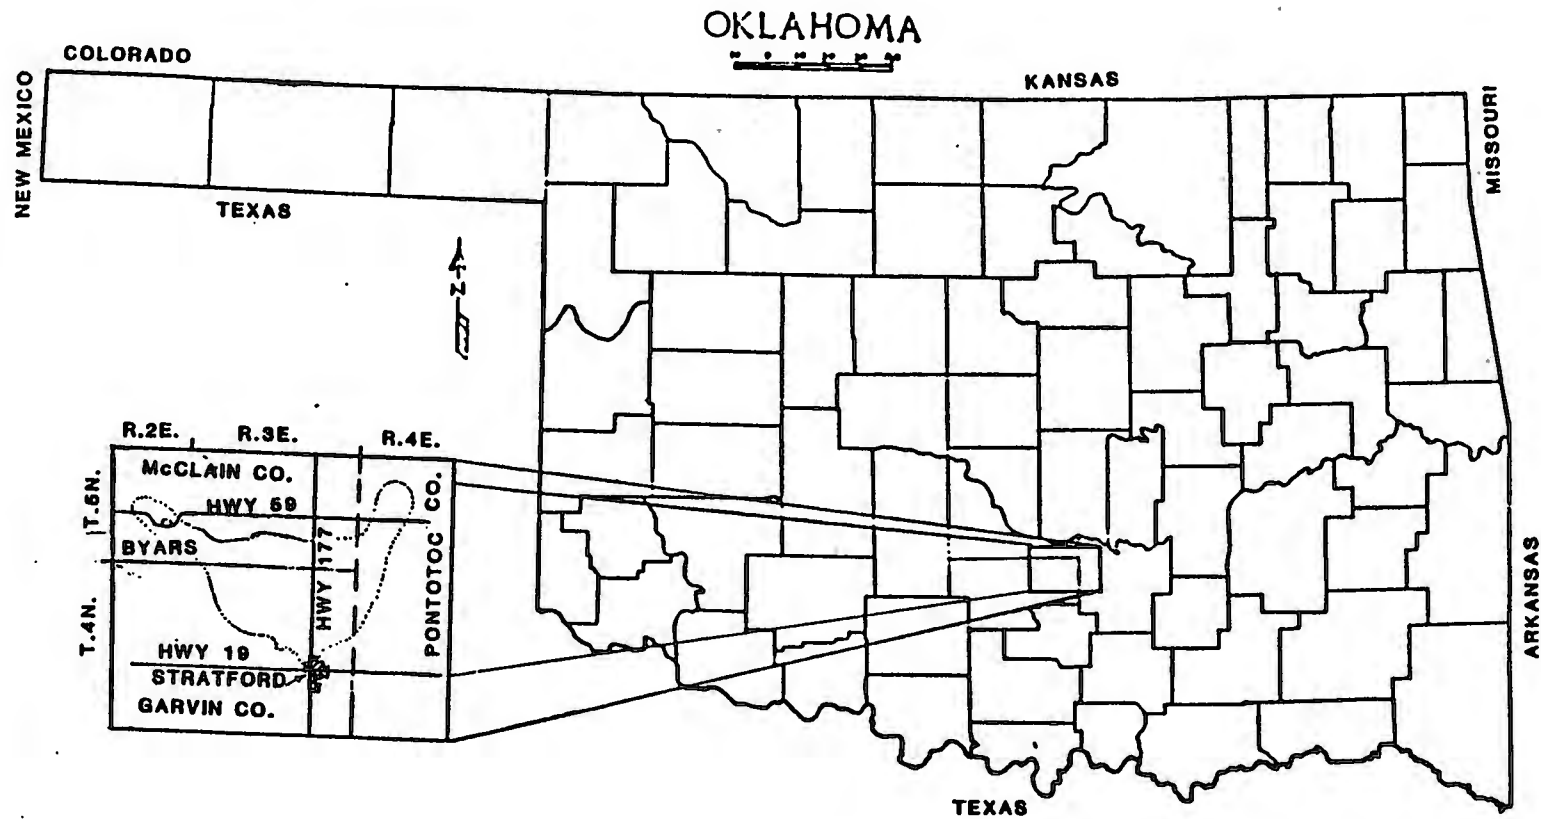 OKLAHOMA
COLORADO
KANSAS
NEW MEXICO
MISSOURI
TEXAS
N
R.2E. R.3E. R.4E.
McCLAIN CO.
T.5N.
HWY 59
BYARS
HWY 177
PONTOTOC CO.
T.4N.
HWY 19
STRATFORD
GARVIN CO.
ARKANSAS
TEXAS